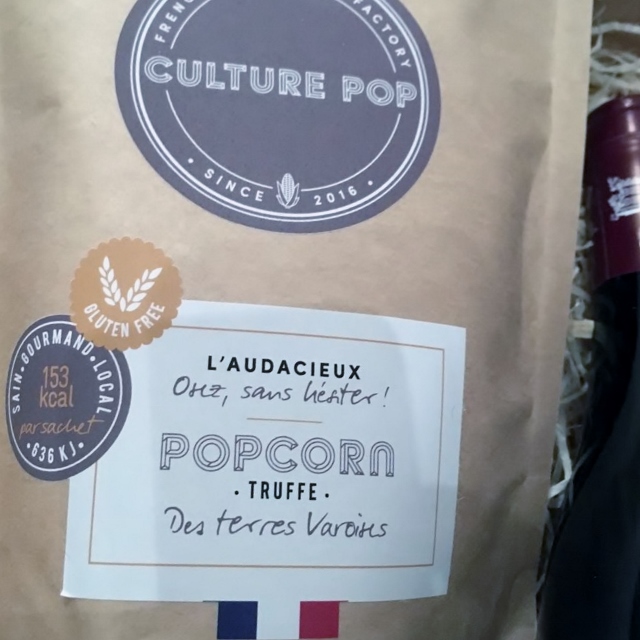 FRENC
FACTORY
CULTURE POP
• SINCE 2016 •
GLUTEN FREE
SAIN • GOURMAND • LOCAL
153
kcal
par sachet
• 636 KJ •
L'AUDACIEUX
Osez, sans hésiter !
POPCORN
• TRUFFE •
Des terres Varoises